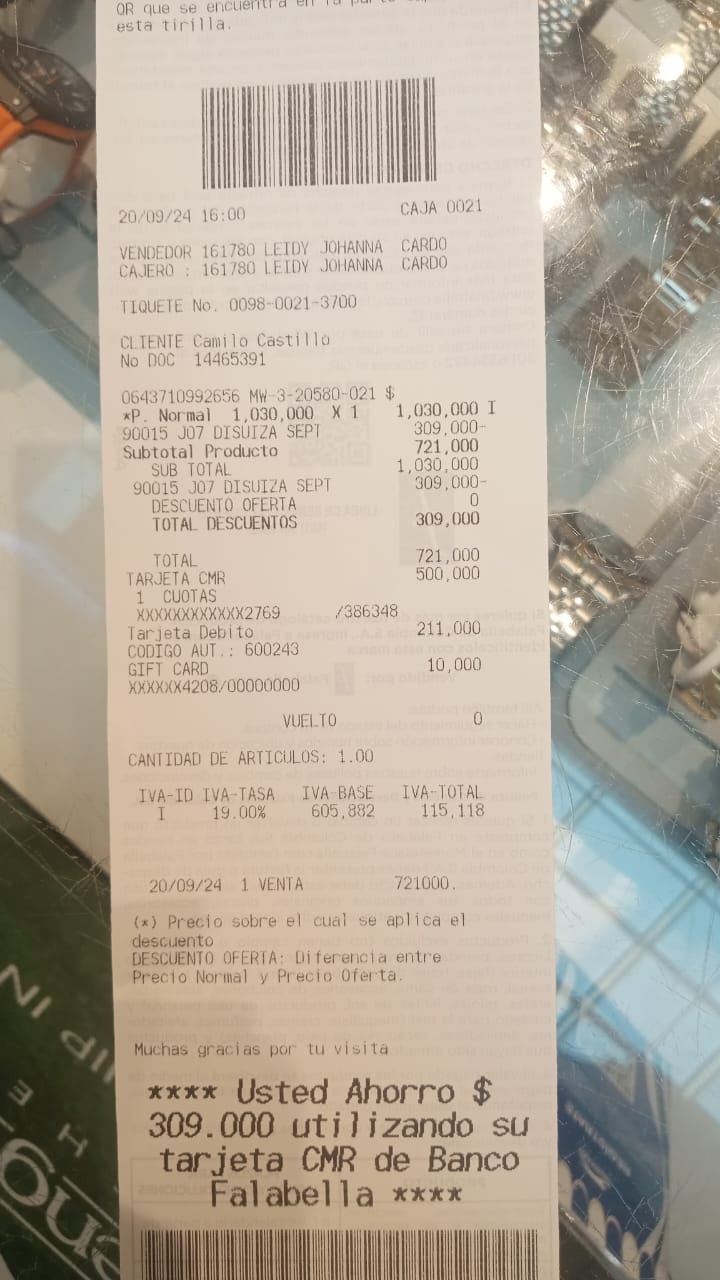 QR que se encuentra en la parte
esta tirilla.
20/09/24 16:00 CAJA 0021
VENDEDOR 161780 LEIDY JOHANNA CARDO
CAJERO : 161780 LEIDY JOHANNA CARDO
TIQUETE No. 0098-0021-3700
CLIENTE Camilo Castillo
No DOC 14465391
0643710992656 MW-3-20580-021 $
*P. Normal 1,030,000 X 1 1,030,000 I
90015 J07 DISUIZA SEPT 309,000-
Subtotal Producto 721,000
SUB TOTAL 1,030,000
90015 J07 DISUIZA SEPT 309,000-
DESCUENTO OFERTA 0
TOTAL DESCUENTOS 309,000
TOTAL 721,000
TARJETA CMR 500,000
1 CUOTAS
XXXXXXXXXXXX2769 /386348
Tarjeta Debito 211,000
CODIGO AUT.: 600243
GIFT CARD 10,000
XXXXXX4208/00000000
VUELTO 0
CANTIDAD DE ARTICULOS: 1.00
IVA-ID IVA-TASA IVA-BASE IVA-TOTAL
I 19.00% 605,882 115,118
20/09/24 1 VENTA 721000.
(*) Precio sobre el cual se aplica el
descuento
DESCUENTO OFERTA: Diferencia entre
Precio Normal y Precio Oferta.
Muchas gracias por tu visita
**** Usted Ahorro $
309.000 utilizando su
tarjeta CMR de Banco
Falabella ****